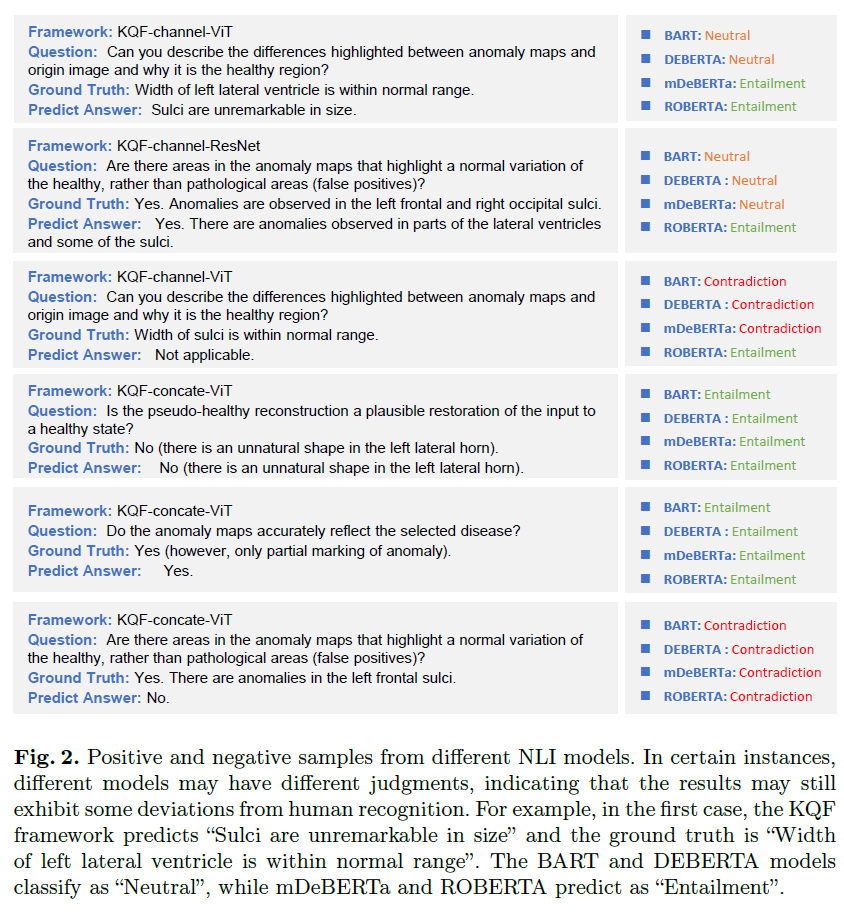 Framework: KQF-channel-ViT
Question: Can you describe the differences highlighted between anomaly maps and
origin image and why it is the healthy region?
Ground Truth: Width of left lateral ventricle is within normal range.
Predict Answer: Sulci are unremarkable in size.
BART: Neutral
DEBERTA: Neutral
mDeBERTa: Entailment
ROBERTA: Entailment
Framework: KQF-channel-ResNet
Question: Are there areas in the anomaly maps that highlight a normal variation of
the healthy, rather than pathological areas (false positives)?
Ground Truth: Yes. Anomalies are observed in the left frontal and right occipital sulci.
Predict Answer: Yes. There are anomalies observed in parts of the lateral ventricles
and some of the sulci.
BART: Neutral
DEBERTA : Neutral
mDeBERTa: Neutral
ROBERTA: Entailment
Framework: KQF-channel-ViT
Question: Can you describe the differences highlighted between anomaly maps and
origin image and why it is the healthy region?
Ground Truth: Width of sulci is within normal range.
Predict Answer: Not applicable.
BART: Contradiction
DEBERTA : Contradiction
mDeBERTa: Contradiction
ROBERTA: Entailment
Framework: KQF-concate-ViT
Question: Is the pseudo-healthy reconstruction a plausible restoration of the input to
a healthy state?
Ground Truth: No (there is an unnatural shape in the left lateral horn).
Predict Answer: No (there is an unnatural shape in the left lateral horn).
BART: Entailment
DEBERTA : Entailment
mDeBERTa: Entailment
ROBERTA: Entailment
Framework: KQF-concate-ViT
Question: Do the anomaly maps accurately reflect the selected disease?
Ground Truth: Yes (however, only partial marking of anomaly).
Predict Answer: Yes.
BART: Entailment
DEBERTA : Entailment
mDeBERTa: Entailment
ROBERTA: Entailment
Framework: KQF-concate-ViT
Question: Are there areas in the anomaly maps that highlight a normal variation of
the healthy, rather than pathological areas (false positives)?
Ground Truth: Yes. There are anomalies in the left frontal sulci.
Predict Answer: No.
BART: Contradiction
DEBERTA : Contradiction
mDeBERTa: Contradiction
ROBERTA: Contradiction
Fig. 2. Positive and negative samples from different NLI models. In certain instances,
different models may have different judgments, indicating that the results may still
exhibit some deviations from human recognition. For example, in the first case, the KQF
framework predicts “Sulci are unremarkable in size” and the ground truth is “Width
of left lateral ventricle is within normal range”. The BART and DEBERTA models
classify as “Neutral”, while mDeBERTa and ROBERTA predict as “Entailment”.